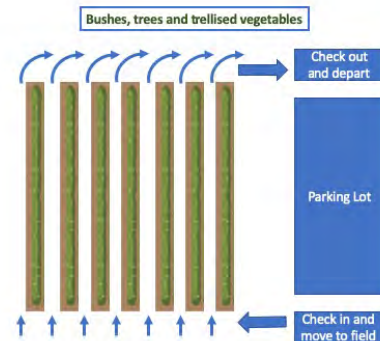 Bushes, trees and trellised vegetables
Check out
and depart
Parking Lot
Check in and
move to field